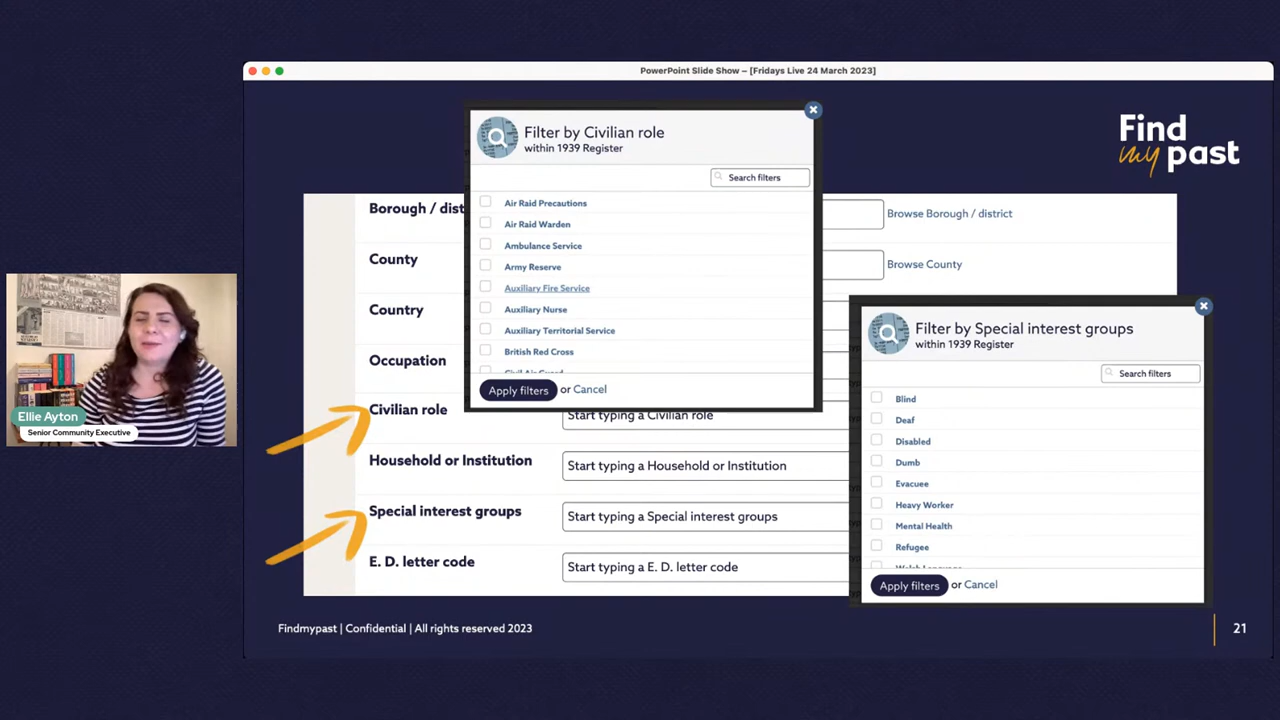 PowerPoint Slide Show – [Fridays Live 24 March 2023]
Find
my past
Filter by Civilian role
within 1939 Register
Search filters
Air Raid Precautions
Air Raid Warden
Ambulance Service
Army Reserve
Auxiliary Fire Service
Auxiliary Nurse
Auxiliary Territorial Service
British Red Cross
Civil Air Guard
Apply filters or Cancel
Borough / dist
Browse Borough / district
County
Browse County
Country
Occupation
Civilian role
Start typing a Civilian role
Household or Institution
Start typing a Household or Institution
Special interest groups
Start typing a Special interest groups
E. D. letter code
Start typing a E. D. letter code
Filter by Special interest groups
within 1939 Register
Search filters
Blind
Deaf
Disabled
Dumb
Evacuee
Heavy Worker
Mental Health
Refugee
Welsh Language
Apply filters or Cancel
Ellie Ayton
Senior Community Executive
Findmypast | Confidential | All rights reserved 2023
21